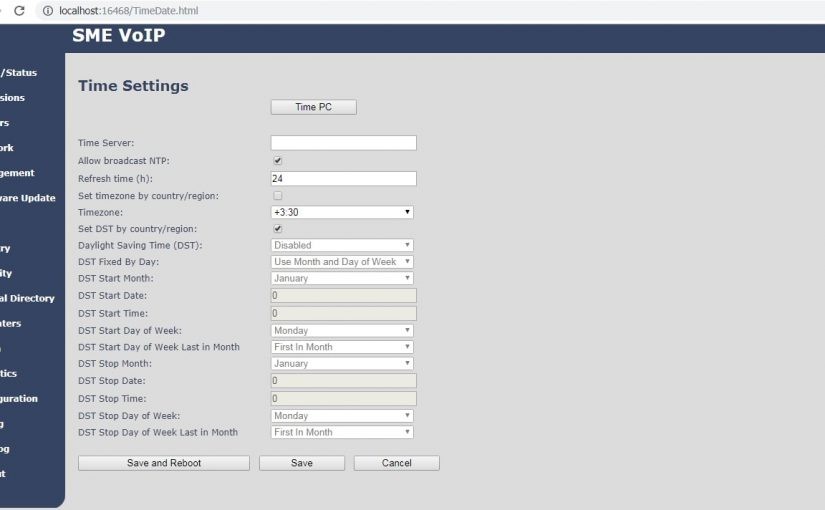 localhost:16468/TimeDate.html
SME VoIP
/Status
sions
rs
ork
gement
vare Update
ry
ity
al Directory
ters
tics
guration
g
og
t
Time Settings
Time PC
Time Server:
Allow broadcast NTP:
Refresh time (h): 24
Set timezone by country/region:
Timezone: +3:30
Set DST by country/region:
Daylight Saving Time (DST): Disabled
DST Fixed By Day: Use Month and Day of Week
DST Start Month: January
DST Start Date: 0
DST Start Time: 0
DST Start Day of Week: Monday
DST Start Day of Week Last in Month First In Month
DST Stop Month: January
DST Stop Date: 0
DST Stop Time: 0
DST Stop Day of Week: Monday
DST Stop Day of Week Last in Month First In Month
Save and Reboot Save Cancel